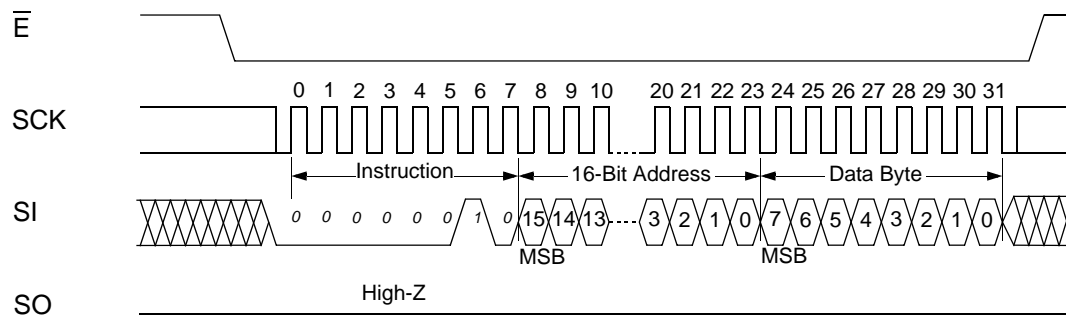 E
0 1 2 3 4 5 6 7 8 9 10 20 21 22 23 24 25 26 27 28 29 30 31
SCK
Instruction 16-Bit Address Data Byte
SI 0 0 0 0 0 0 1 0 15 14 13 3 2 1 0 7 6 5 4 3 2 1 0
MSB MSB
High-Z
SO